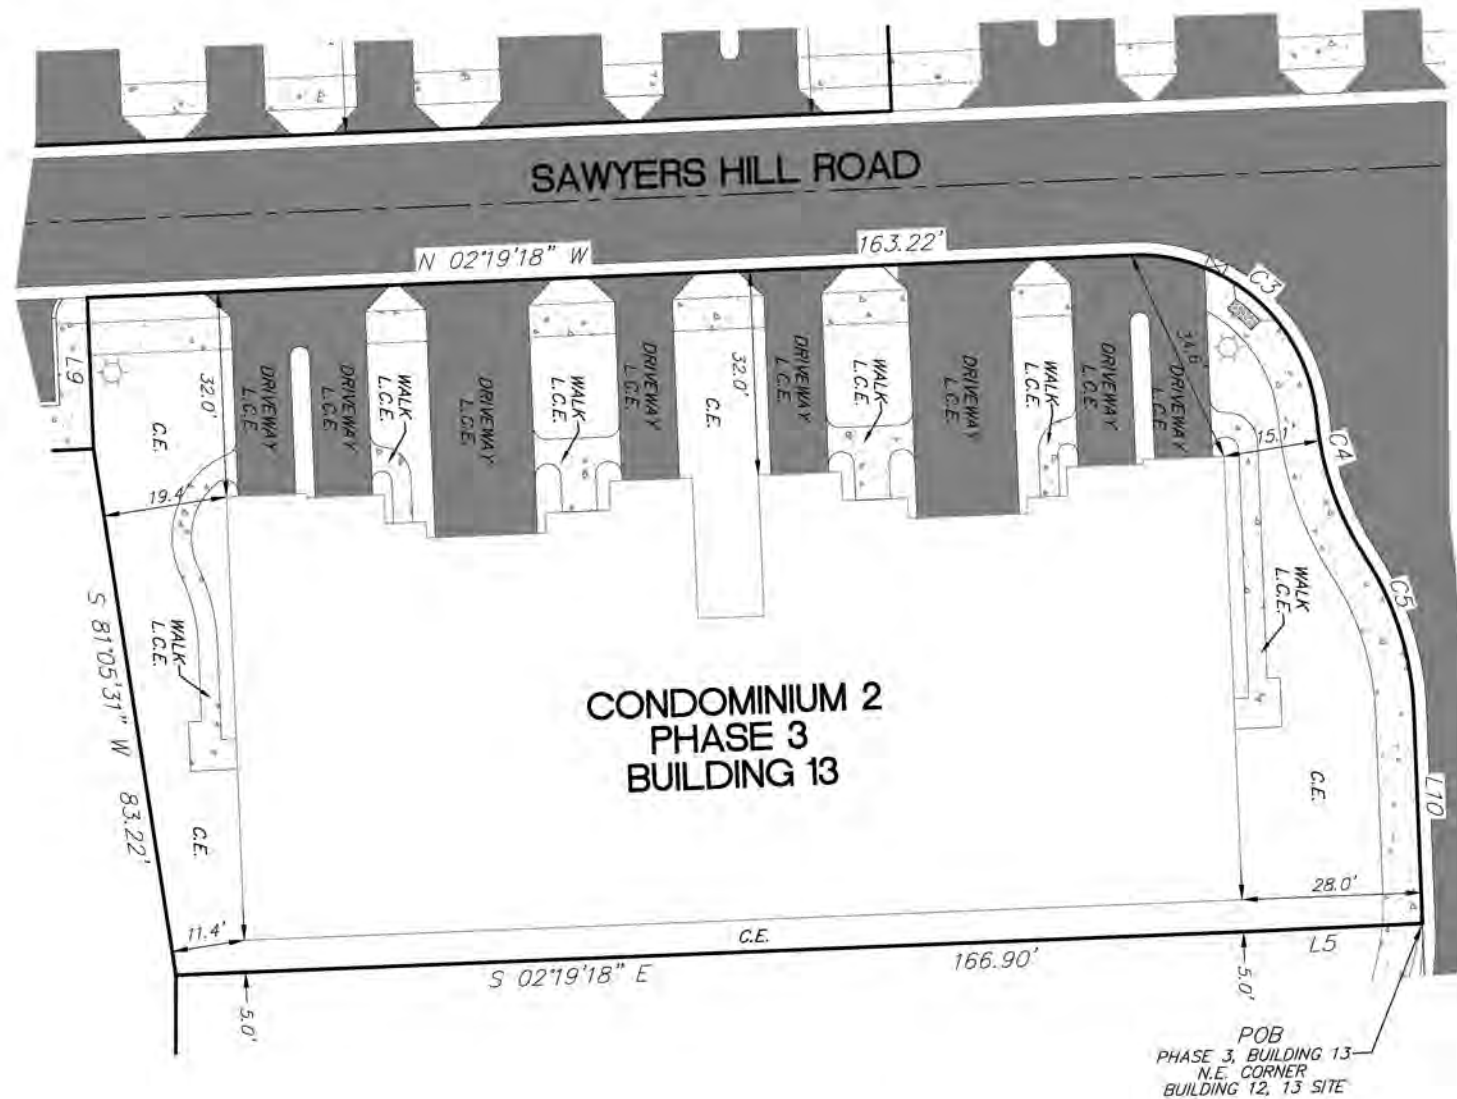 SAWYERS HILL ROAD
N 02°19'18" W
163.22'
C3
L9
32.0'
DRIVEWAY
L.C.E.
DRIVEWAY
L.C.E.
WALK
L.C.E.
DRIVEWAY
L.C.E.
WALK
L.C.E.
DRIVEWAY
L.C.E.
C.E.
32.0'
DRIVEWAY
L.C.E.
WALK
L.C.E.
DRIVEWAY
L.C.E.
WALK
L.C.E.
DRIVEWAY
L.C.E.
DRIVEWAY
L.C.E.
34.6'
15.1'
C4
C.E.
19.4'
WALK
L.C.E.
C5
S 81°05'31" W 83.22'
WALK
L.C.E.
CONDOMINIUM 2
PHASE 3
BUILDING 13
C.E.
L10
C.E.
28.0'
11.4'
C.E.
S 02°19'18" E
166.90'
L5
5.0'
5.0'
POB
PHASE 3, BUILDING 13
N.E. CORNER
BUILDING 12, 13 SITE